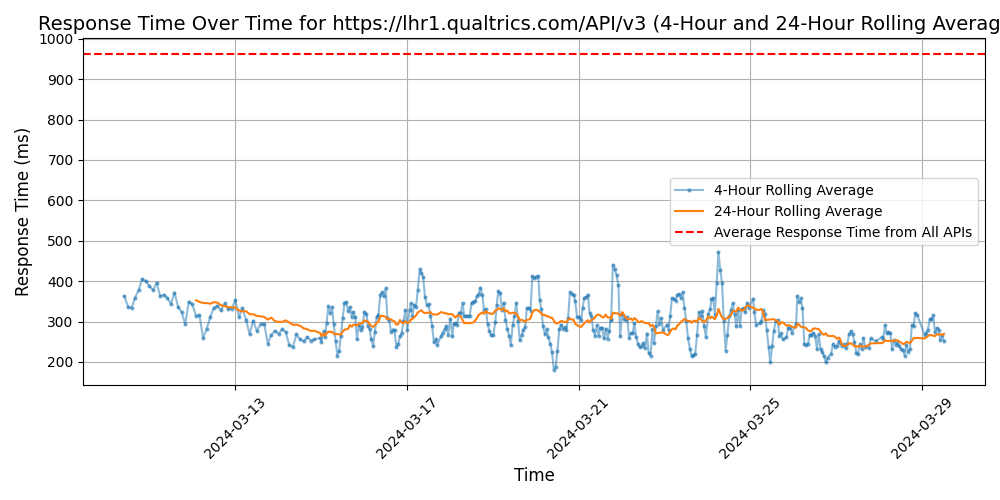 Response Time Over Time for https://lhr1.qualtrics.com/API/v3 (4-Hour and 24-Hour Rolling Averag
Response Time (ms)
1000
900
800
700
600
500
400
300
200
4-Hour Rolling Average
24-Hour Rolling Average
Average Response Time from All APIs
2024-03-13
2024-03-17
2024-03-21
2024-03-25
2024-03-29
Time